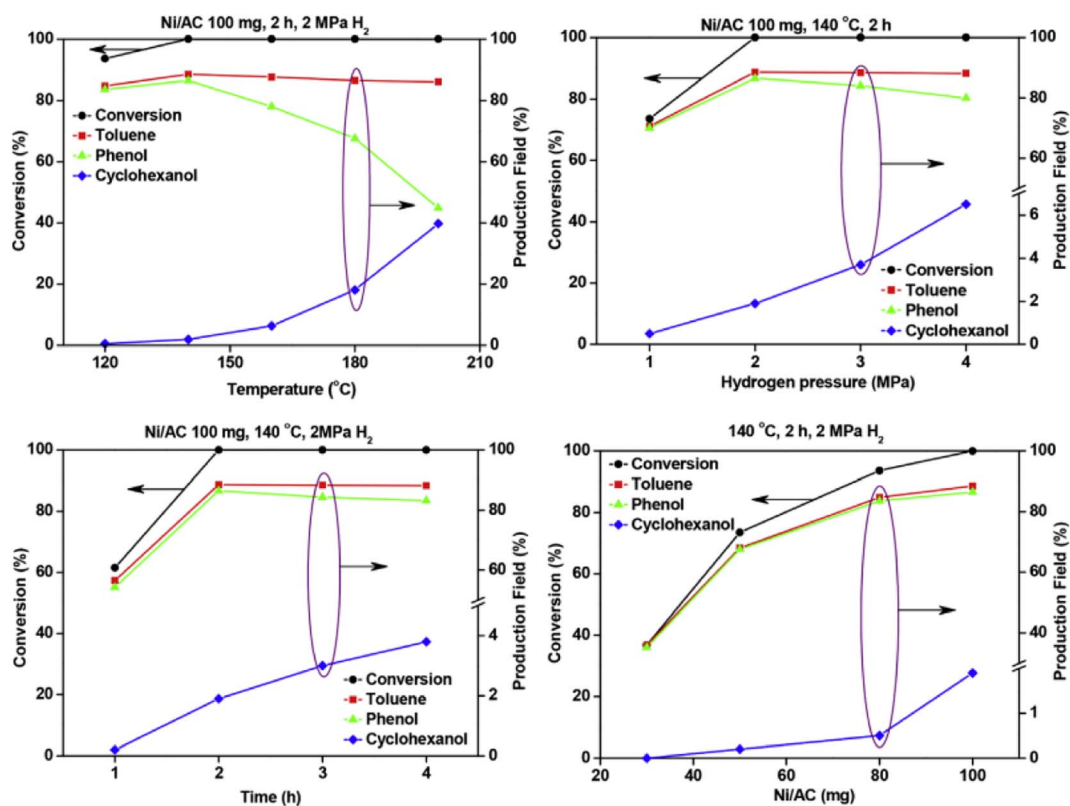 Ni/AC 100 mg, 2 h, 2 MPa H2
100
80
60
40
20
0
Conversion (%)
Conversion
Toluene
Phenol
Cyclohexanol
100
80
60
40
20
0
Production Field (%)
120
150
180
210
Temperature (°C)
Ni/AC 100 mg, 140 °C, 2 h
100
80
60
40
20
0
Conversion (%)
Conversion
Toluene
Phenol
Cyclohexanol
100
80
60
6
4
2
0
Production Field (%)
1
2
3
4
Hydrogen pressure (MPa)
Ni/AC 100 mg, 140 °C, 2MPa H2
100
80
60
40
20
0
Conversion (%)
Conversion
Toluene
Phenol
Cyclohexanol
100
80
60
4
2
0
Production Field (%)
1
2
3
4
Time (h)
140 °C, 2 h, 2 MPa H2
100
80
60
40
20
0
Conversion (%)
Conversion
Toluene
Phenol
Cyclohexanol
100
80
60
40
1
0
Production Field (%)
20
40
60
80
100
Ni/AC (mg)